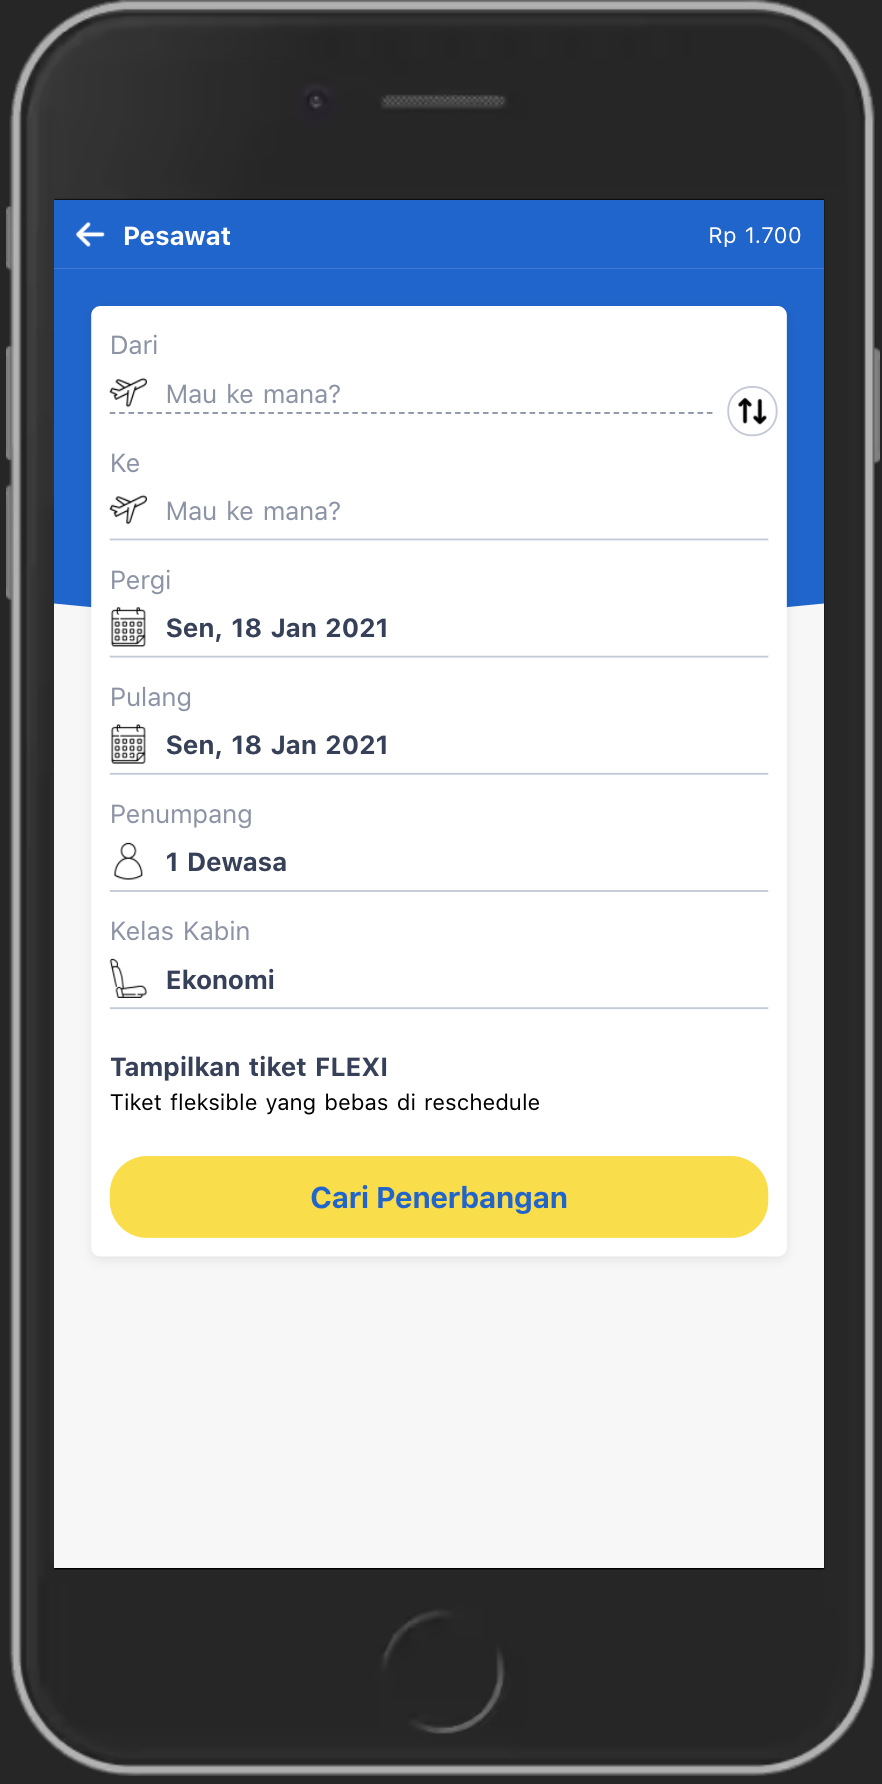 Pesawat
Rp 1.700
Dari
Mau ke mana?
Ke
Mau ke mana?
Pergi
Sen, 18 Jan 2021
Pulang
Sen, 18 Jan 2021
Penumpang
1 Dewasa
Kelas Kabin
Ekonomi
Tampilkan tiket FLEXI
Tiket fleksible yang bebas di reschedule
Cari Penerbangan